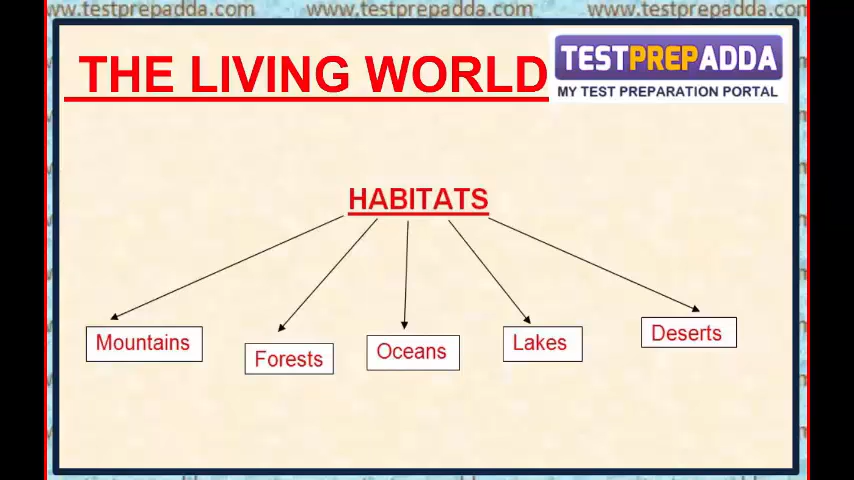 www.testprepadda.com www.testprepadda.com www.testprepadda.com
THE LIVING WORLD
TESTPREPADDA
MY TEST PREPARATION PORTAL
HABITATS
Mountains
Forests
Oceans
Lakes
Deserts